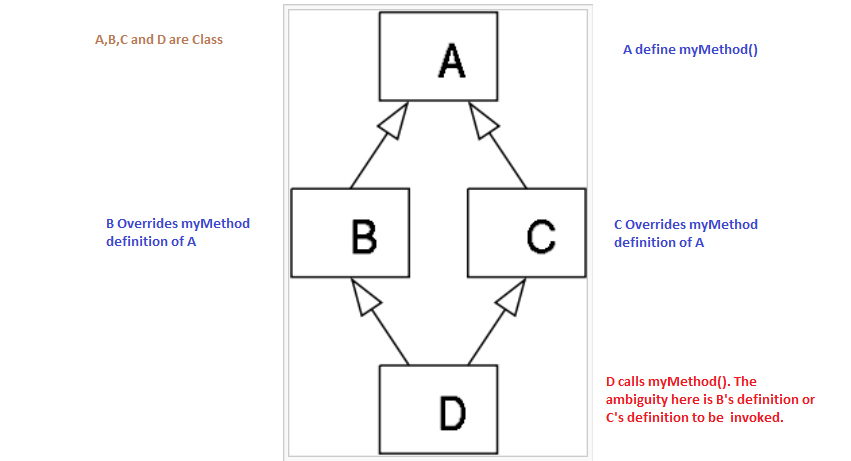 A,B,C and D are Class
A
A define myMethod()
B Overrides myMethod
definition of A
B
C
C Overrides myMethod
definition of A
D
D calls myMethod(). The
ambiguity here is B's definition or
C's definition to be invoked.